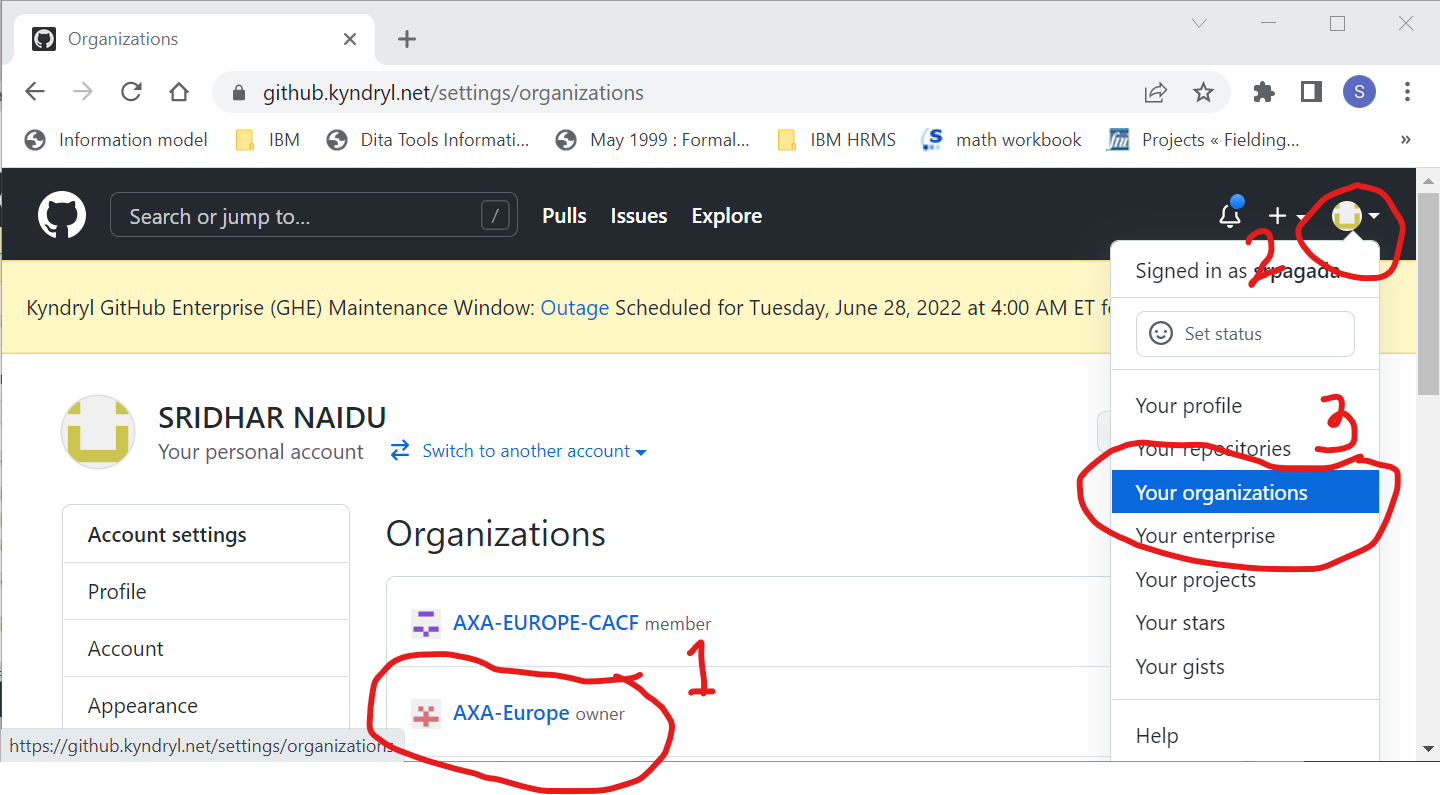 Organizations
github.kyndryl.net/settings/organizations
S
Information model
IBM
Dita Tools Informati...
May 1999 : Formal...
IBM HRMS
math workbook
Projects « Fielding...
»
Search or jump to...
/
Pulls
Issues
Explore
2
Signed in as srpagada
Kyndryl GitHub Enterprise (GHE) Maintenance Window: Outage Scheduled for Tuesday, June 28, 2022 at 4:00 AM ET f
Set status
SRIDHAR NAIDU
Your personal account
Switch to another account
Your profile
3
Your repositories
Your organizations
Your enterprise
Your projects
Your stars
Your gists
Help
Account settings
Profile
Account
Appearance
Organizations
AXA-EUROPE-CACF member
1
AXA-Europe owner
https://github.kyndryl.net/settings/organizations